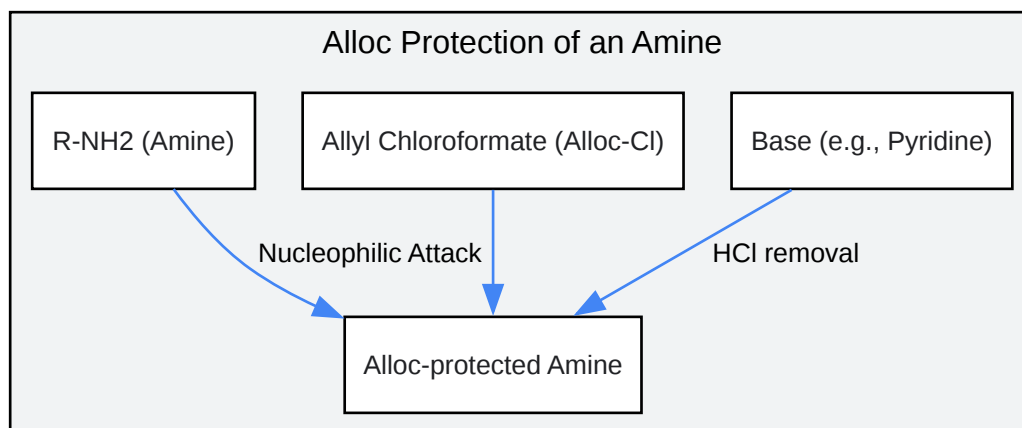 Alloc Protection of an Amine
R-NH2 (Amine)
Allyl Chloroformate (Alloc-Cl)
Base (e.g., Pyridine)
Nucleophilic Attack
HCl removal
Alloc-protected Amine